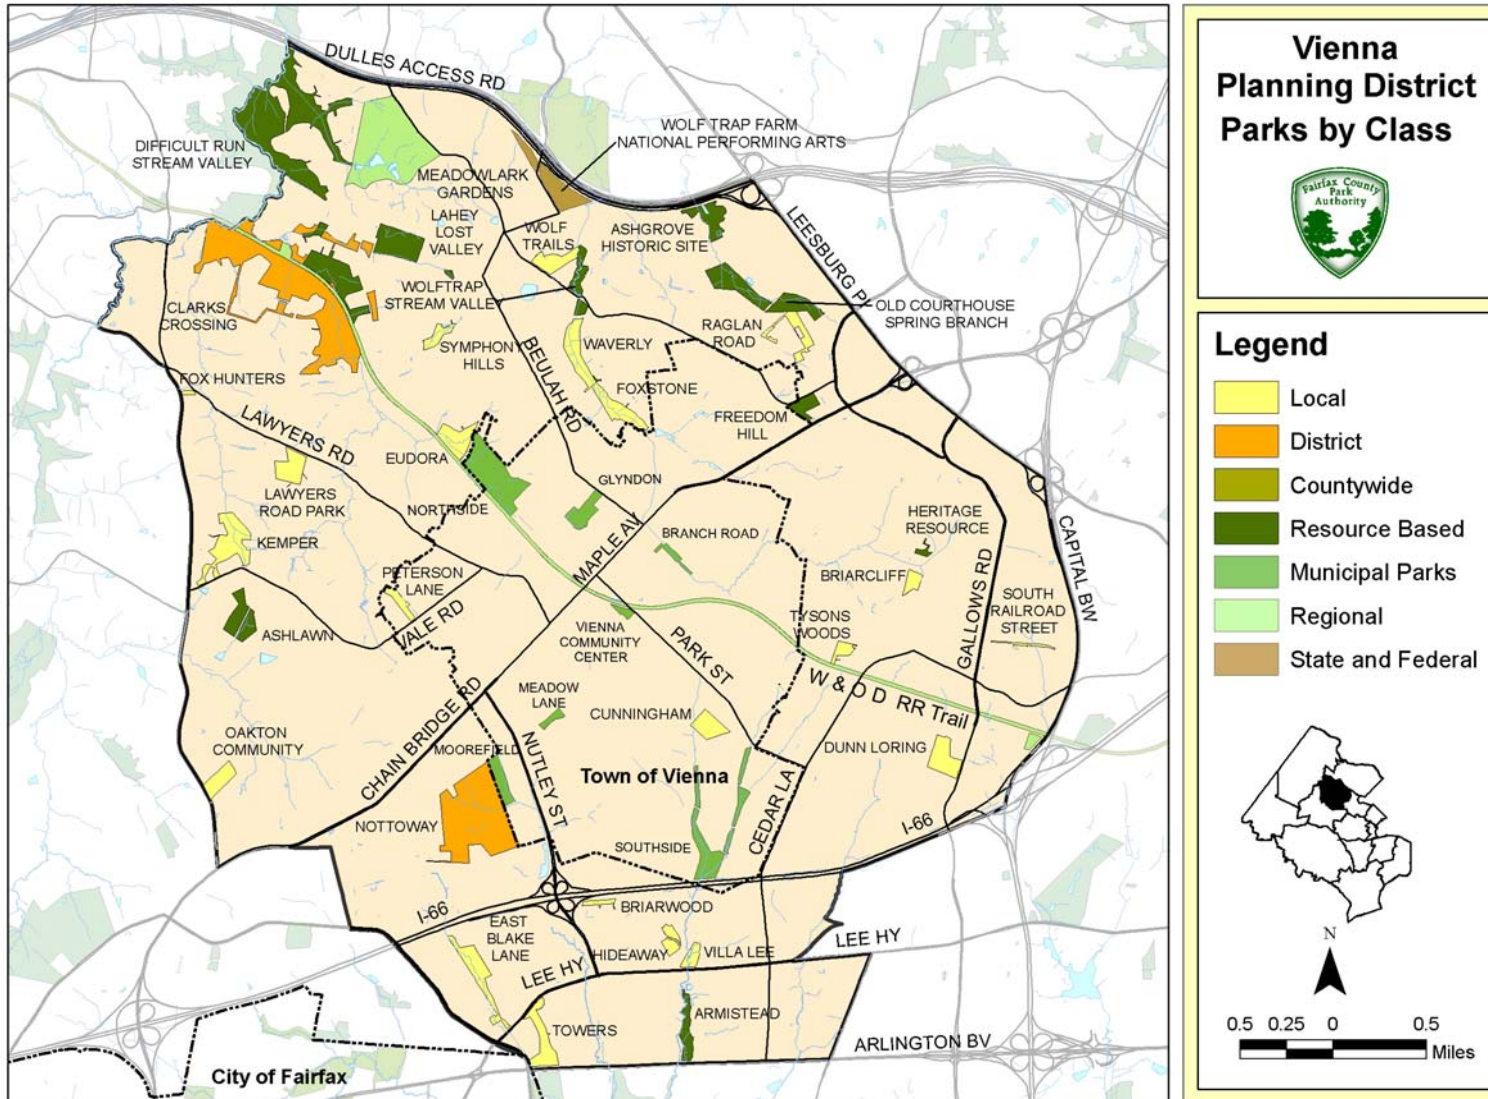 DULLES ACCESS RD
WOLF TRAP FARM
NATIONAL PERFORMING ARTS
DIFFICULT RUN
STREAM VALLEY
MEADOWLARK
GARDENS
LEESBURG PI
LAHEY
LOST
VALLEY
WOLF
TRAILS
ASHGROVE
HISTORIC SITE
WOLFTRAP
STREAM VALLE
OLD COURTHOUSE
SPRING BRANCH
CLARKS
CROSSING
RAGLAN
ROAD
SYMPHONY
HILLS
WAVERLY
BEULAH RD
FOX HUNTERS
FOXSTONE
FREEDOM
HILL
LAWYERS RD
EUDORA
GLYNDON
LAWYERS
ROAD PARK
NORTHSIDE
HERITAGE
RESOURCE
CAPITAL BW
KEMPER
MAPLE AV
BRANCH ROAD
PETERSON
LANE
BRIARCLIFF
GALLOWS RD
SOUTH
RAILROAD
STREET
ASHLAWN
VALE RD
VIENNA
COMMUNITY
CENTER
PARK ST
TYSONS
WOODS
W & O D RR Trail
MEADOW
LANE
CUNNINGHAM
OAKTON
COMMUNITY
CHAIN BRIDGE RD
MOOREFIELD
NUTLEY ST
Town of Vienna
DUNN LORING
NOTTOWAY
CEDAR LA
I-66
SOUTHSIDE
I-66
BRIARWOOD
EAST
BLAKE
LANE
HIDEAWAY
VILLA LEE
LEE HY
LEE HY
TOWERS
ARMISTEAD
ARLINGTON BV
City of Fairfax
Vienna
Planning District
Parks by Class
Fairfax County
Park
Authority
Legend
Local
District
Countywide
Resource Based
Municipal Parks
Regional
State and Federal
N
0.5 0.25 0 0.5
Miles